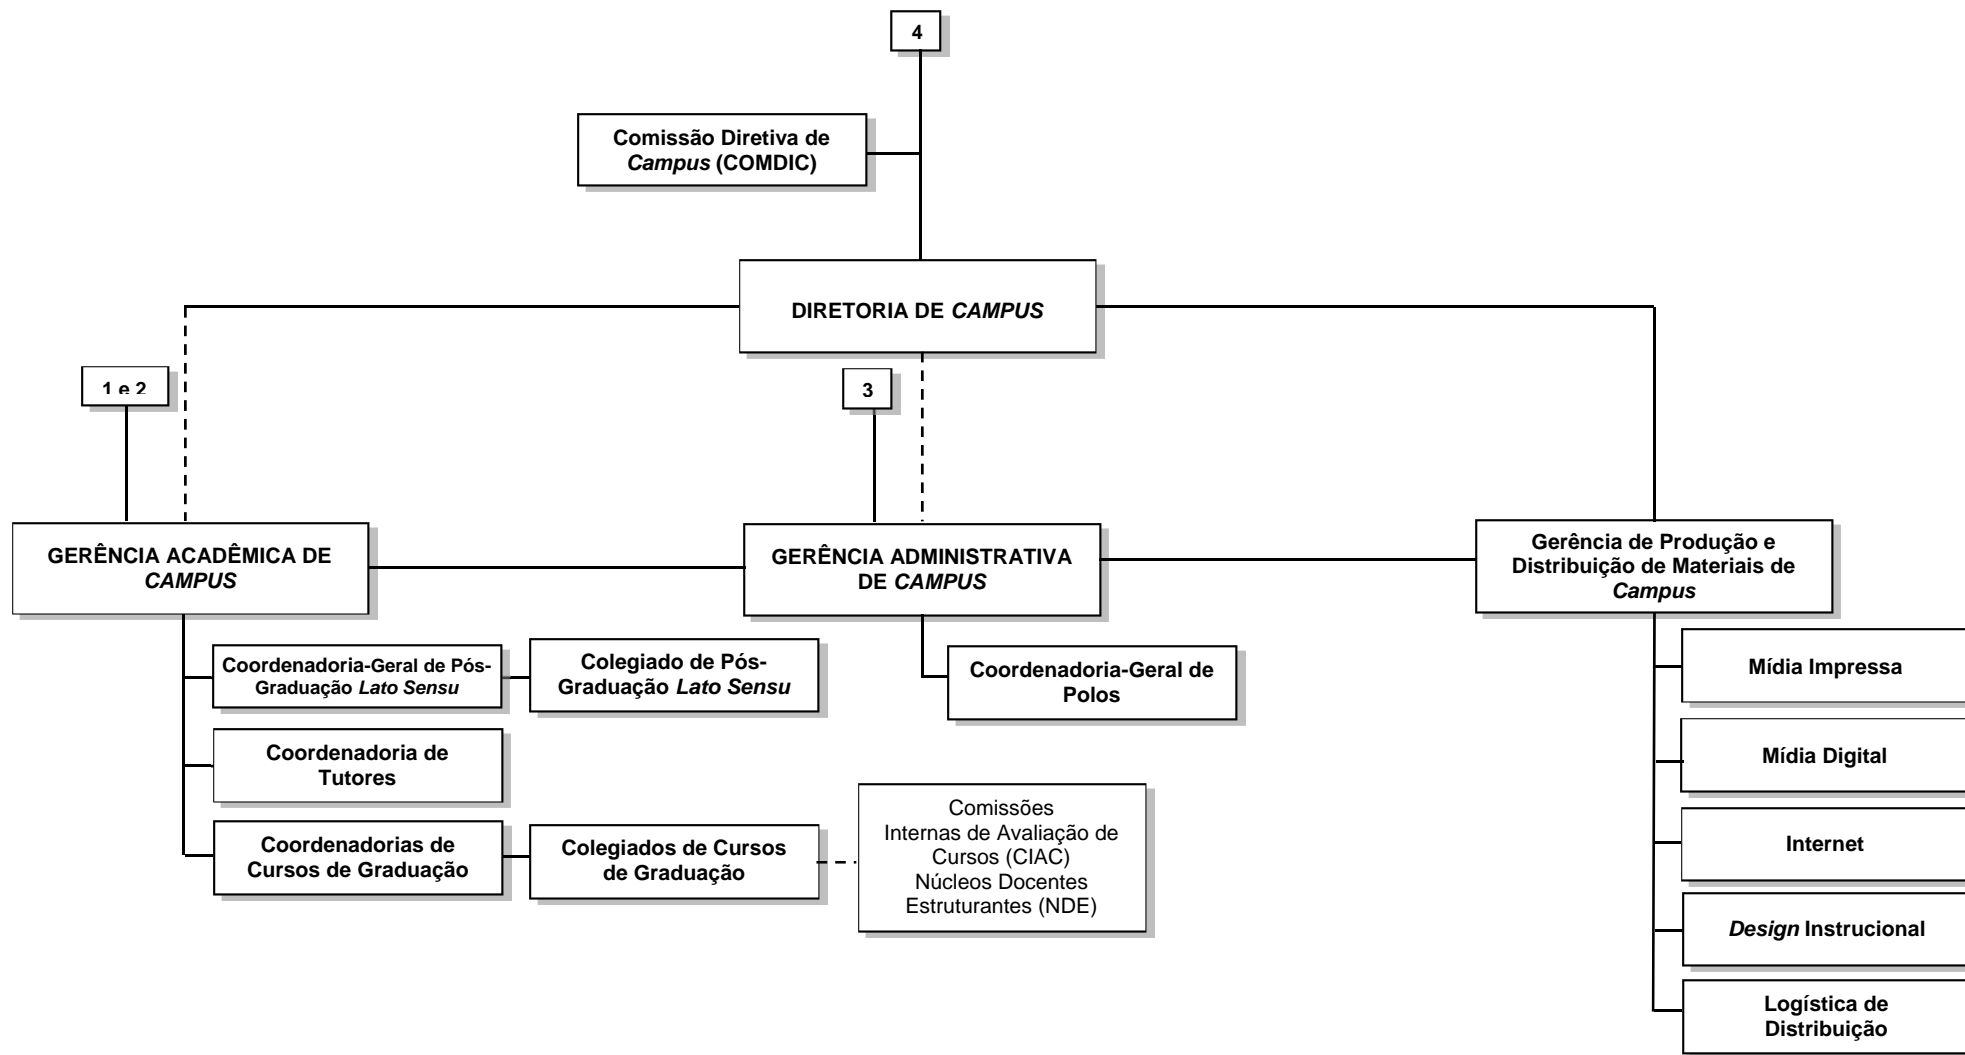 4
Comissão Diretiva de
Campus (COMDIC)
DIRETORIA DE CAMPUS
1 e 2
3
GERÊNCIA ACADÊMICA DE
CAMPUS
GERÊNCIA ADMINISTRATIVA
DE CAMPUS
Gerência de Produção e
Distribuição de Materiais de
Campus
Coordenadoria-Geral de Pós-
Graduação Lato Sensu
Colegiado de Pós-
Graduação Lato Sensu
Coordenadoria-Geral de
Polos
Mídia Impressa
Coordenadoria de
Tutores
Mídia Digital
Coordenadorias de
Cursos de Graduação
Colegiados de Cursos
de Graduação
Comissões
Internas de Avaliação de
Cursos (CIAC)
Núcleos Docentes
Estruturantes (NDE)
Internet
Design Instrucional
Logística de
Distribuição